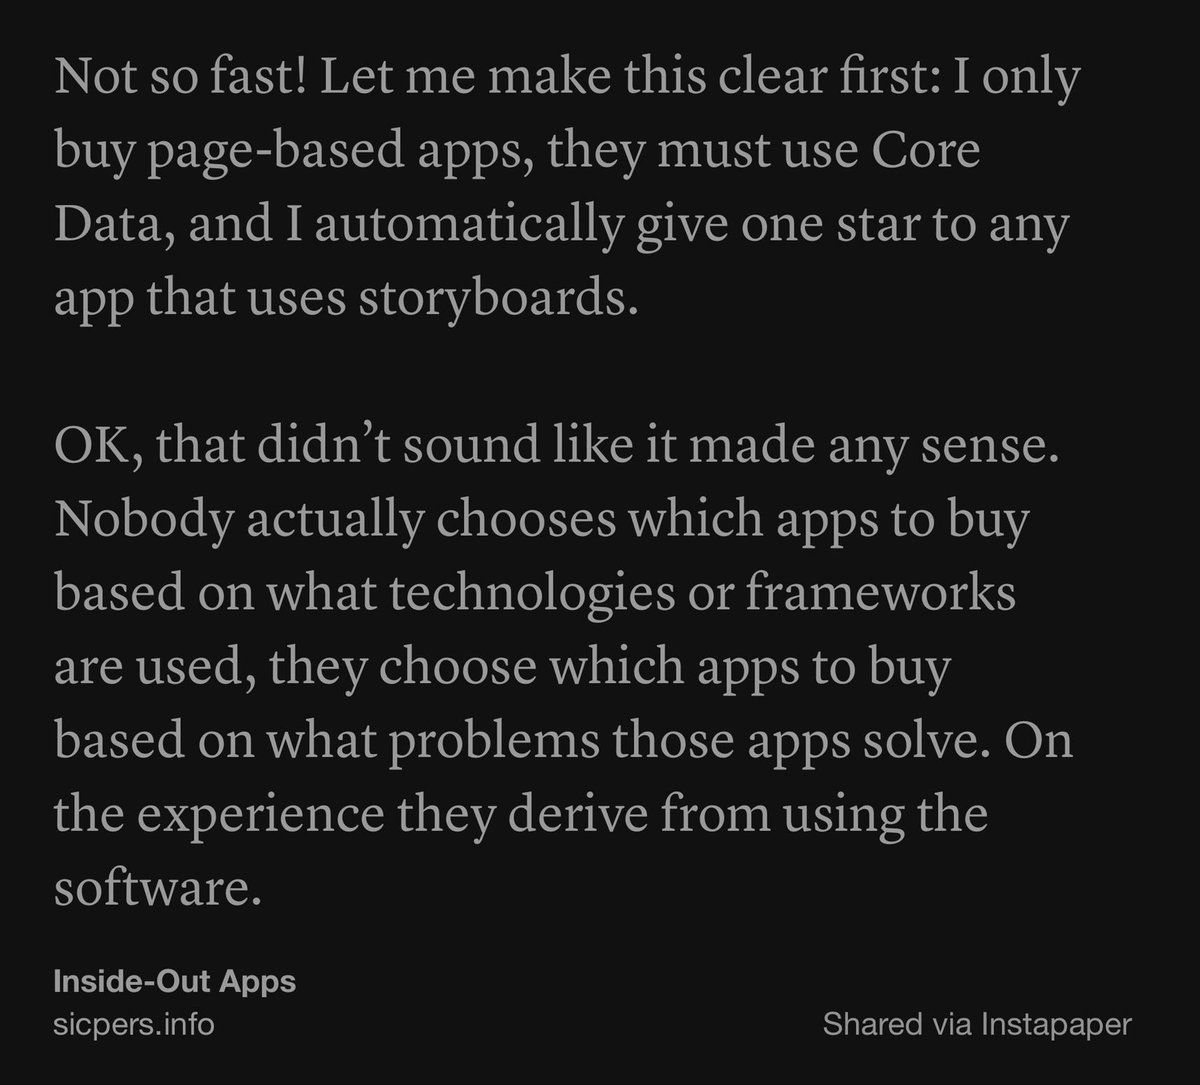 Not so fast! Let me make this clear first: I only
buy page-based apps, they must use Core
Data, and I automatically give one star to any
app that uses storyboards.
OK, that didn’t sound like it made any sense.
Nobody actually chooses which apps to buy
based on what technologies or frameworks
are used, they choose which apps to buy
based on what problems those apps solve. On
the experience they derive from using the
software.
Inside-Out Apps
sicpers.info
Shared via Instapaper